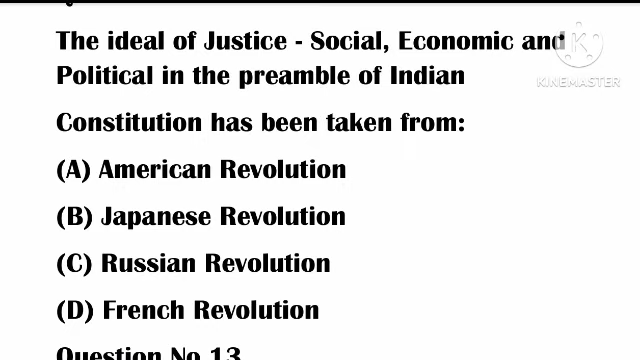 The ideal of Justice - Social, Economic and
Political in the preamble of Indian
Constitution has been taken from:
(A) American Revolution
(B) Japanese Revolution
(C) Russian Revolution
(D) French Revolution
Question No 13
KINEMASTER